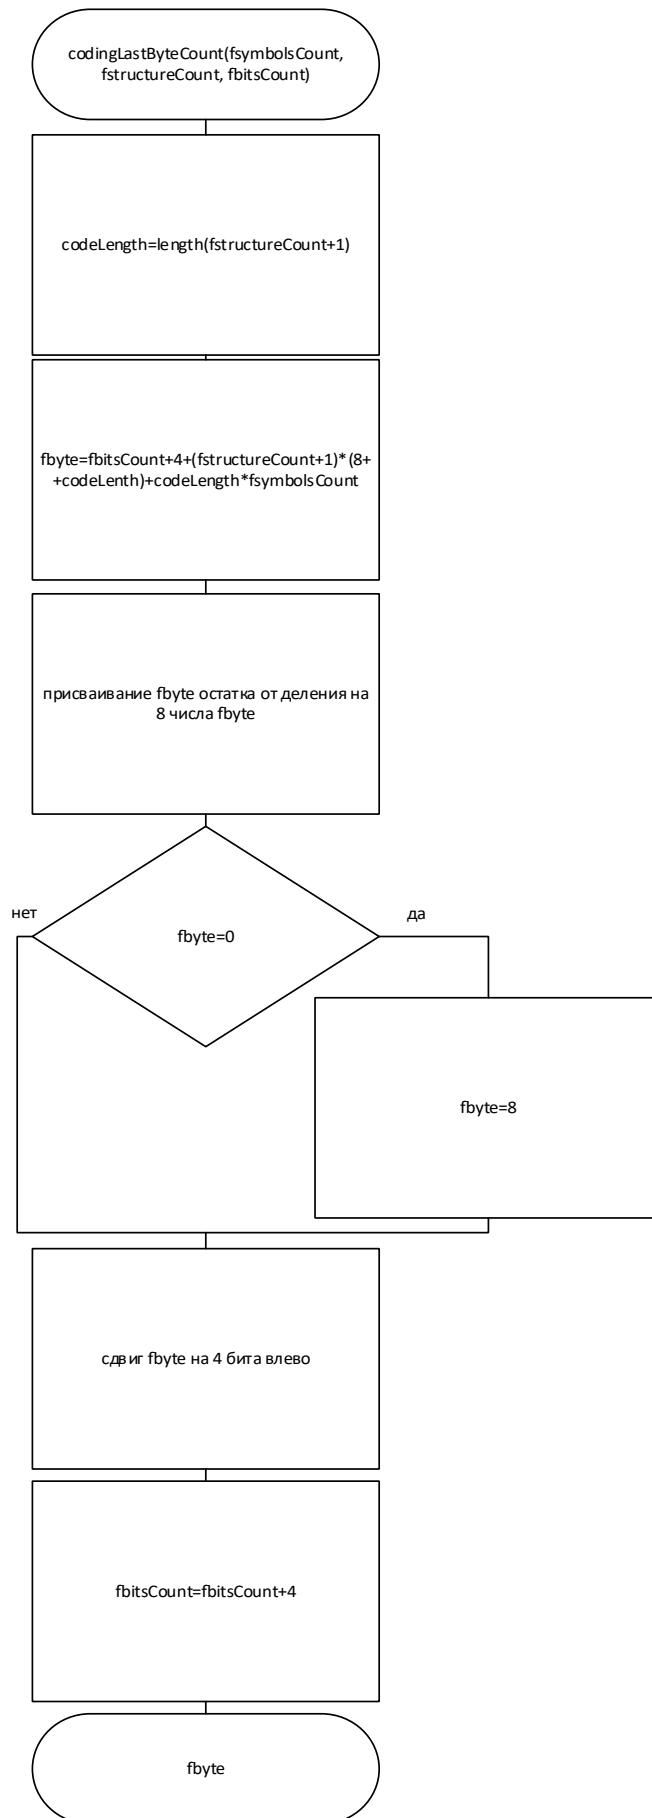 codingLastByteCount(fsymbolsCount,
fstructureCount, fbitsCount)
codeLength=length(fstructureCount+1)
fbyte=fbitsCount+4+(fstructureCount+1)*(8+
+codeLenth)+codeLength*fsymbolsCount
присваивание fbyte остатка от деления на
8 числа fbyte
нет
fbyte=0
да
fbyte=8
сдвиг fbyte на 4 бита влево
fbitsCount=fbitsCount+4
fbyte